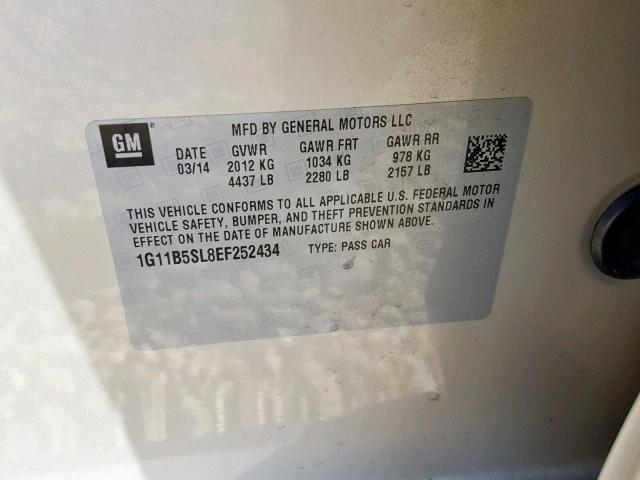 GM ®
MFD BY GENERAL MOTORS LLC
DATE GVWR GAWR FRT GAWR RR
03/14 2012 KG 1034 KG 978 KG
4437 LB 2280 LB 2157 LB
THIS VEHICLE CONFORMS TO ALL APPLICABLE U.S. FEDERAL MOTOR
VEHICLE SAFETY, BUMPER, AND THEFT PREVENTION STANDARDS IN
EFFECT ON THE DATE OF MANUFACTURE SHOWN ABOVE.
1G11B5SL8EF252434 TYPE: PASS CAR